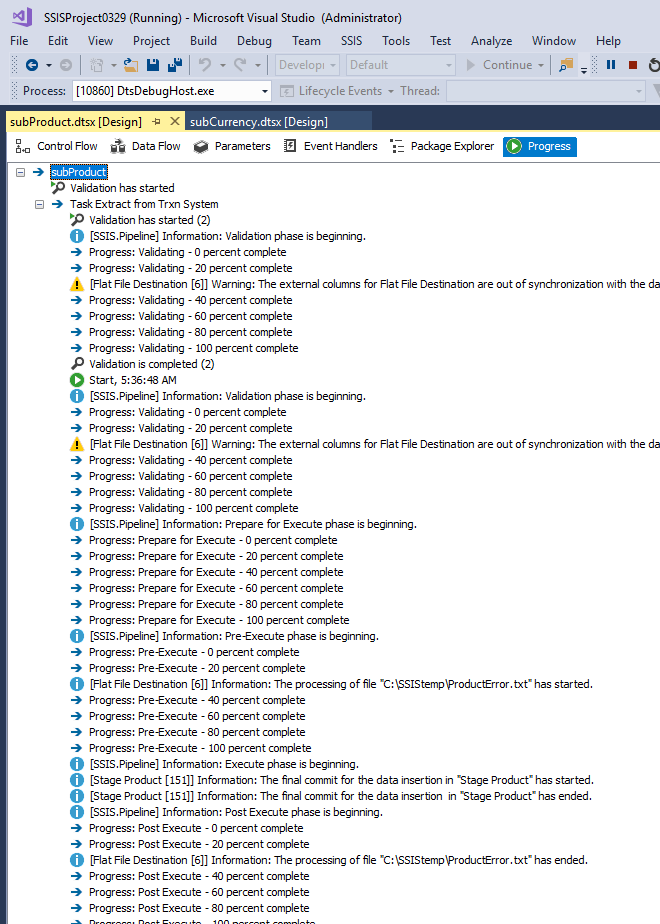 SSISProject0329 (Running) - Microsoft Visual Studio (Administrator)
File Edit View Project Build Debug Team SSIS Tools Test Analyze Window Help
Develop Default Continue
Process: [10860] DtsDebugHost.exe Lifecycle Events Thread:
subProduct.dtsx [Design] subCurrency.dtsx [Design]
Control Flow Data Flow Parameters Event Handlers Package Explorer Progress
subProduct
Validation has started
Task Extract from Trxn System
Validation has started (2)
[SSIS.Pipeline] Information: Validation phase is beginning.
Progress: Validating - 0 percent complete
Progress: Validating - 20 percent complete
[Flat File Destination [6]] Warning: The external columns for Flat File Destination are out of synchronization with the da
Progress: Validating - 40 percent complete
Progress: Validating - 60 percent complete
Progress: Validating - 80 percent complete
Progress: Validating - 100 percent complete
Validation is completed (2)
Start, 5:36:48 AM
[SSIS.Pipeline] Information: Validation phase is beginning.
Progress: Validating - 0 percent complete
Progress: Validating - 20 percent complete
[Flat File Destination [6]] Warning: The external columns for Flat File Destination are out of synchronization with the da
Progress: Validating - 40 percent complete
Progress: Validating - 60 percent complete
Progress: Validating - 80 percent complete
Progress: Validating - 100 percent complete
[SSIS.Pipeline] Information: Prepare for Execute phase is beginning.
Progress: Prepare for Execute - 0 percent complete
Progress: Prepare for Execute - 20 percent complete
Progress: Prepare for Execute - 40 percent complete
Progress: Prepare for Execute - 60 percent complete
Progress: Prepare for Execute - 80 percent complete
Progress: Prepare for Execute - 100 percent complete
[SSIS.Pipeline] Information: Pre-Execute phase is beginning.
Progress: Pre-Execute - 0 percent complete
Progress: Pre-Execute - 20 percent complete
[Flat File Destination [6]] Information: The processing of file "C:\SSIStemp\ProductError.txt" has started.
Progress: Pre-Execute - 40 percent complete
Progress: Pre-Execute - 60 percent complete
Progress: Pre-Execute - 80 percent complete
Progress: Pre-Execute - 100 percent complete
[SSIS.Pipeline] Information: Execute phase is beginning.
[Stage Product [151]] Information: The final commit for the data insertion in "Stage Product" has started.
[Stage Product [151]] Information: The final commit for the data insertion  in "Stage Product" has ended.
[SSIS.Pipeline] Information: Post Execute phase is beginning.
Progress: Post Execute - 0 percent complete
Progress: Post Execute - 20 percent complete
[Flat File Destination [6]] Information: The processing of file "C:\SSIStemp\ProductError.txt" has ended.
Progress: Post Execute - 40 percent complete
Progress: Post Execute - 60 percent complete
Progress: Post Execute - 80 percent complete
Progress: Post Execute - 100 percent complete